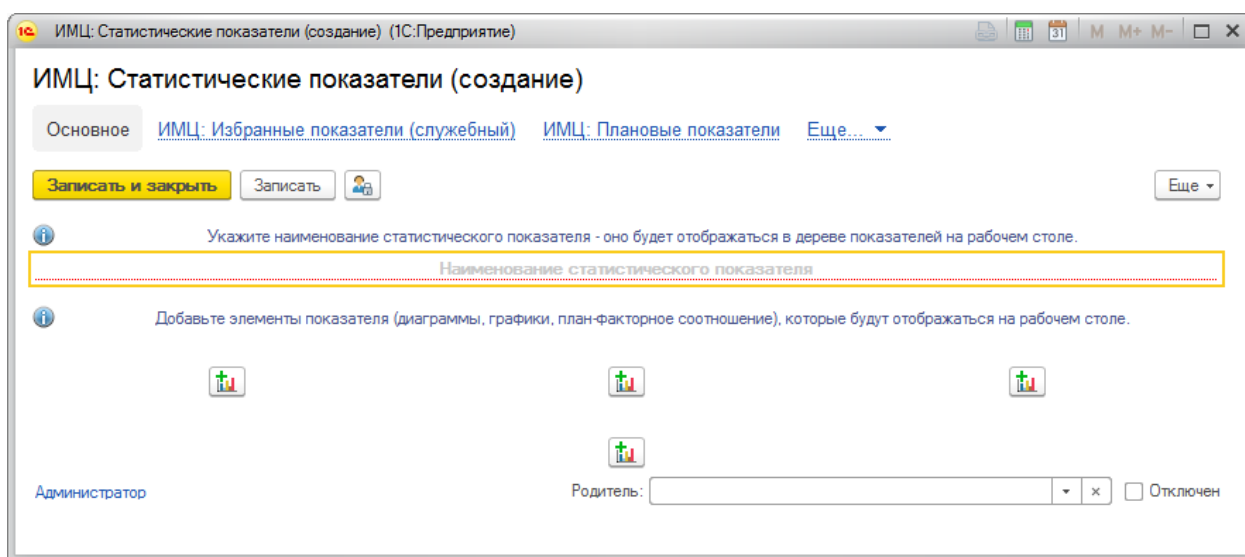 ИМЦ: Статистические показатели (создание) (1С:Предприятие) 31 M M+ M-
ИМЦ: Статистические показатели (создание)
Основное ИМЦ: Избранные показатели (служебный) ИМЦ: Плановые показатели Еще...
Записать и закрыть Записать Еще
Укажите наименование статистического показателя - оно будет отображаться в дереве показателей на рабочем столе.
Наименование статистического показателя
Добавьте элементы показателя (диаграммы, графики, план-факторное соотношение), которые будут отображаться на рабочем столе.
Администратор Родитель: Отключен